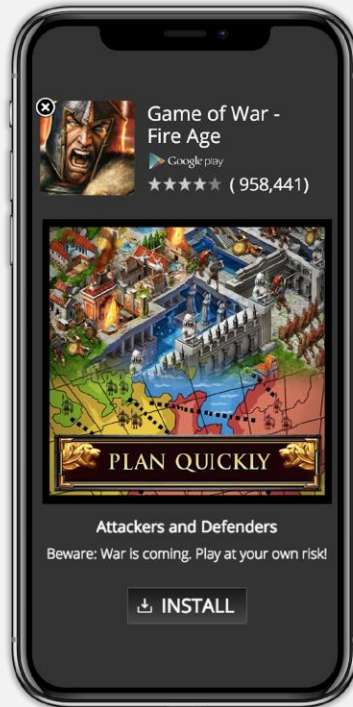 Game of War -
Fire Age
Google play
( 958,441)
PLAN QUICKLY
Attackers and Defenders
Beware: War is coming. Play at your own risk!
INSTALL